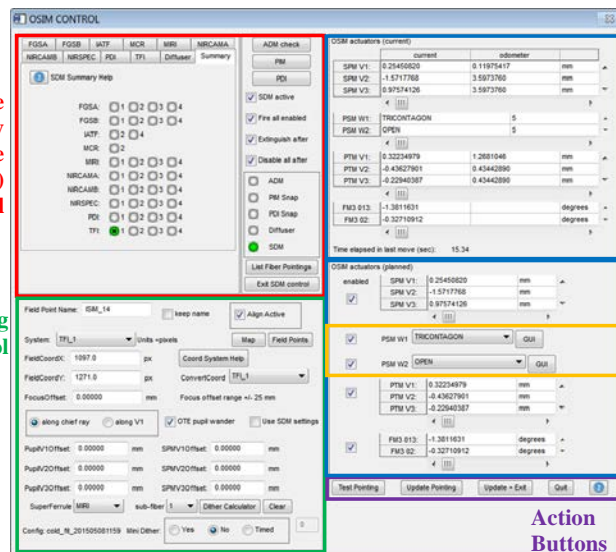 OSIM CONTROL
FGSA FGSB IATF MCR MIRI NIRCAMA
NIRCAMB NIRSPEC PDI TFI Diffuser Summary
SDM Summary Help
FGSA: 1 2 3 4
FGSB: 1 2 3 4
IATF: 2 4
MCR: 2
MIRI: 1 2 3 4
NIRCAMA: 1 2 3 4
NIRCAMB: 1 2 3 4
NIRSPEC: 1 2 3 4
PDI: 1 2 3 4
TFI: 1 2 3 4
ADM check
PIM
PDI
SDM active
Fire all enabled
Extinguish after
Disable all after
ADM
PIM Snap
PDI Snap
Diffuser
SDM
List Fiber Pointings
Exit SDM control
OSIM actuators (current)
current odometer
SPM V1: 0.25450820 0.11975417 mm
SPM V2: -1.5717768 3.5973760 mm
SPM V3: 0.97574126 3.5973760 mm
PSM W1: TRICONTAGON 5
PSM W2: OPEN 5
PTM V1: 0.32234979 1.2681046 mm
PTM V2: -0.43627901 0.43442890 mm
PTM V3: -0.22940387 0.43442890 mm
FM3 013: -1.3811631 degrees
FM3 02: -0.32710912 degrees
Time elapsed in last move (sec): 15.34
OSIM actuators (planned)
enabled
SPM V1: 0.25450820 mm
SPM V2: -1.5717768 mm
SPM V3: 0.97574126 mm
PSM W1 TRICONTAGON GUI
PSM W2 OPEN GUI
PTM V1: 0.32234979 mm
PTM V2: -0.43627901 mm
PTM V3: -0.22940387 mm
FM3 013: -1.3811631 degrees
FM3 02: -0.32710912 degrees
Test Pointing Update Pointing Update + Exit Quit
Field Point Name: ISIM_14 keep name Align Active
System: TFI_1 Units =pixels Map Field Points
FieldCoordX: 1097.0 px Coord System Help
FieldCoordY: 1271.0 px ConvertCoord TFI_1
FocusOffset: 0.00000 mm Focus offset range +/- 25 mm
along chief ray along V1 OTE pupil wander Use SDM settings
PupilV1Offset: 0.00000 mm SPMV1Offset: 0.00000 mm
PupilV2Offset: 0.00000 mm SPMV2Offset: 0.00000 mm
PupilV3Offset: 0.00000 mm SPMV3Offset: 0.00000 mm
SuperFerrule MIRI sub-fiber 1 Dither Calculator Clear
Config: cold_fit_201505081159 Mini Dither: Yes No Timed 0
Action
Buttons